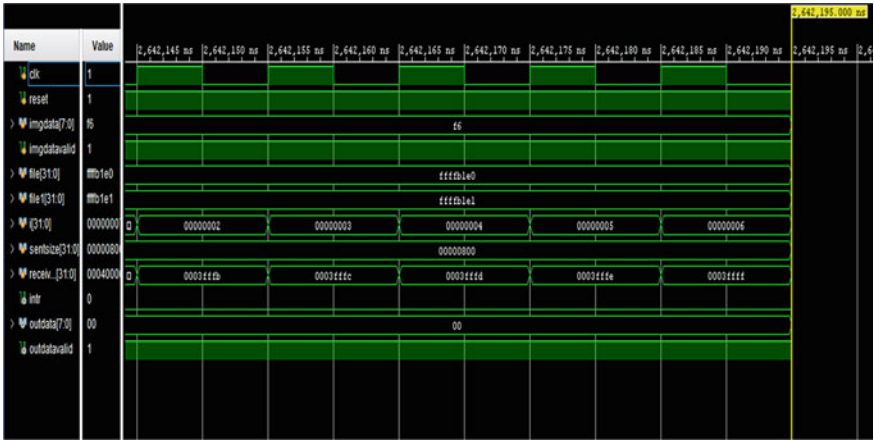 2,642,195.000 ns
Name Value 2,642,145 ns 2,642,150 ns 2,642,155 ns 2,642,160 ns 2,642,165 ns 2,642,170 ns 2,642,175 ns 2,642,180 ns 2,642,185 ns 2,642,190 ns 2,642,195 ns 2,6
clk 1
reset 1
imgdata[7:0] f6 f6
imgdatavalid 1
file[31:0] ffffb1e0 ffffb1e0
file1[31:0] ffffb1e1 ffffb1e1
i[31:0] 0000000 00000002 00000003 00000004 00000005 00000006
sentsize[31:0] 0000080 00000800
receiv...[31:0] 0004000 0003fffb 0003fffc 0003fffd 0003fffe 0003ffff
intr 0
outdata[7:0] 00 00
outdatavalid 1